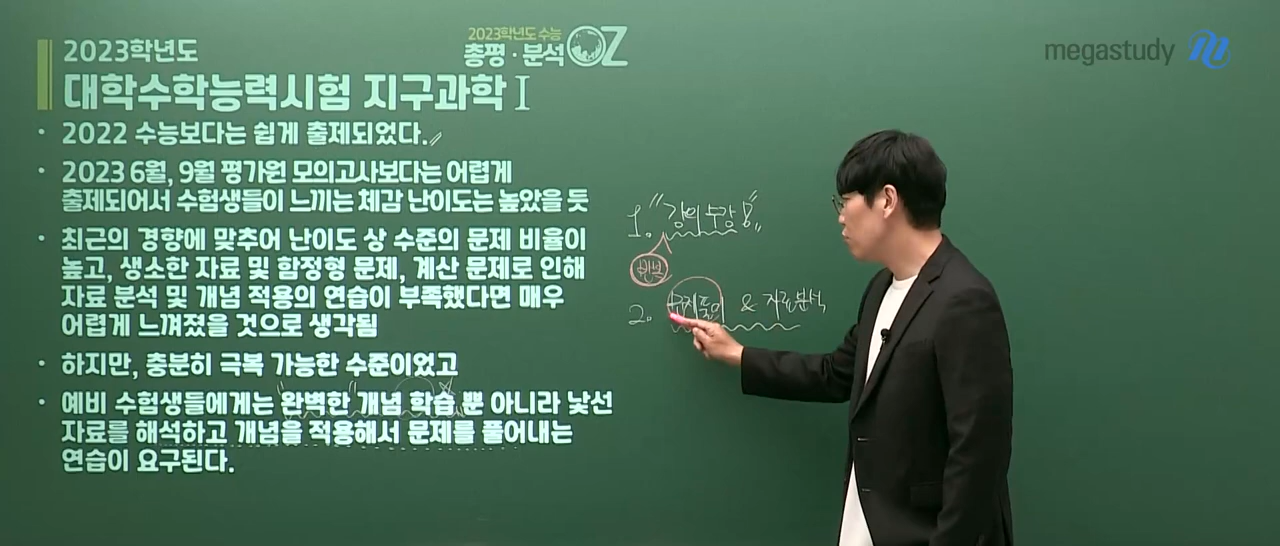 2023학년도
2023학년도 수능
총평 · 분석 OZ
megastudy
대학수학능력시험 지구과학 I
• 2022 수능보다는 쉽게 출제되었다.
• 2023 6월, 9월 평가원 모의고사보다는 어렵게
출제되어서 수험생들이 느끼는 체감 난이도는 높았을 듯
• 최근의 경향에 맞추어 난이도 상 수준의 문제 비율이
높고, 생소한 자료 및 함정형 문제, 계산 문제로 인해
자료 분석 및 개념 적용의 연습이 부족했다면 매우
어렵게 느껴졌을 것으로 생각됨
• 하지만, 충분히 극복 가능한 수준이었고
• 예비 수험생들에게는 "완벽한" 개념 학습 뿐 아니라 낯선
자료를 해석하고 개념을 적용해서 문제를 풀어내는
연습이 요구된다.
1. "강의 수강
반복
2. 문제풀이 & 자료분석